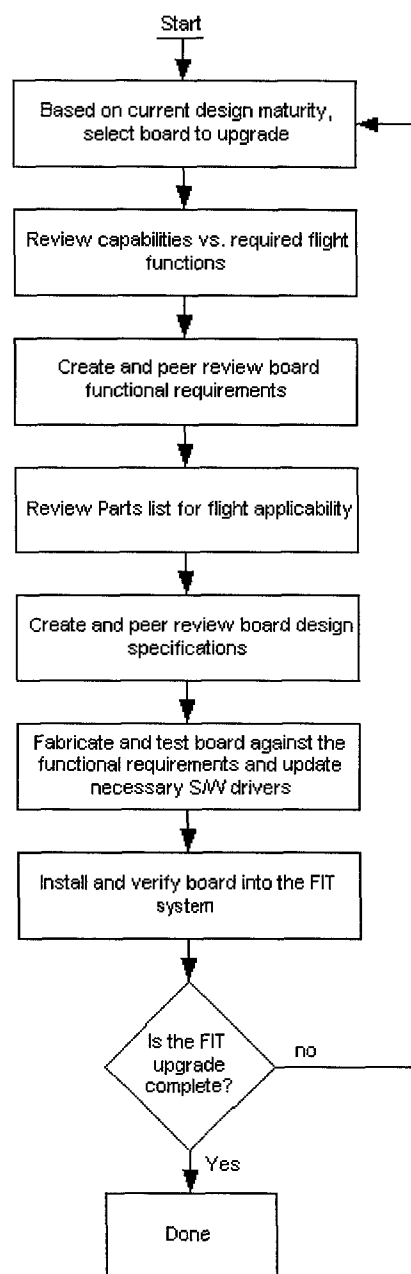 Start
Based on current design maturity,
select board to upgrade
Review capabilities vs. required flight
functions
Create and peer review board
functional requirements
Review Parts list for flight applicability
Create and peer review board design
specifications
Fabricate and test board against the
functional requirements and update
necessary S/W drivers
Install and verify board into the FIT
system
Is the FIT
upgrade
complete?
no
Yes
Done